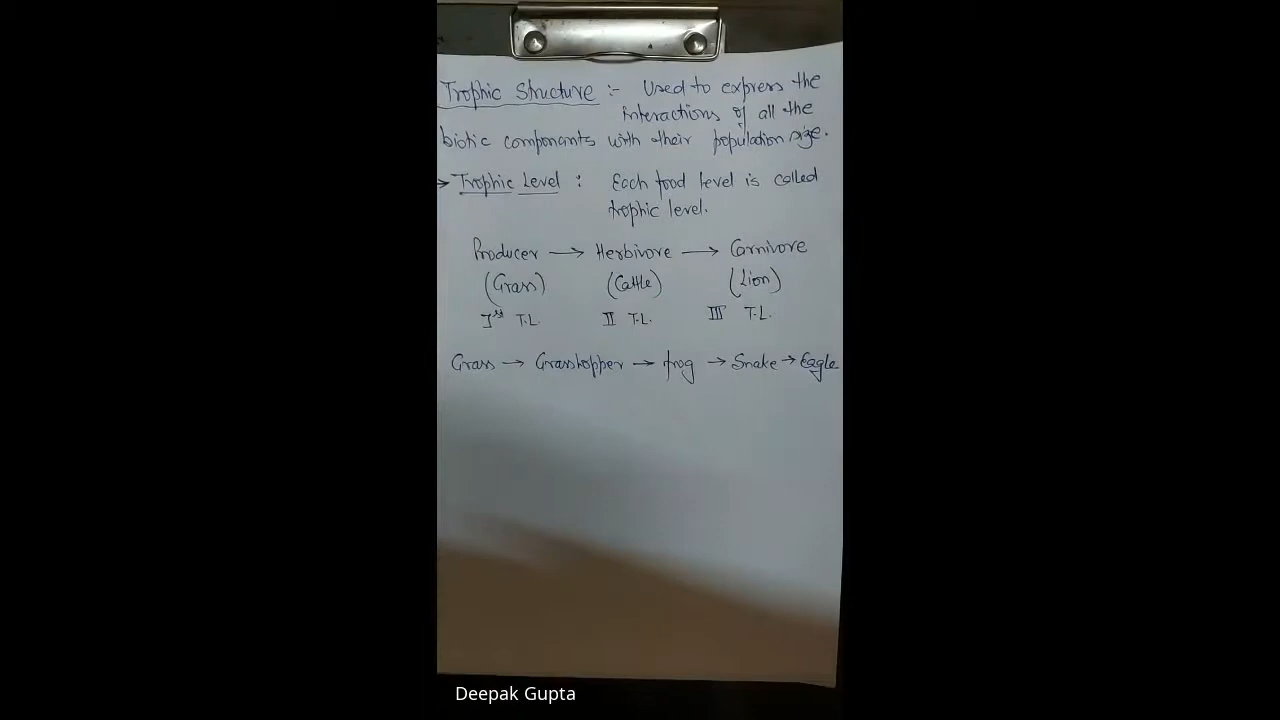 Trophic Structure :- Used to express the
interactions of all the
biotic componants with their population size.
→ Trophic Level : Each food level is called
trophic level.
Producer → Herbivore → Carnivore
(Grass) (Cattle) (Lion)
Ist T.L. II T.L. III T.L.
Grass → Grasshopper → frog → Snake → Eagle
Deepak Gupta